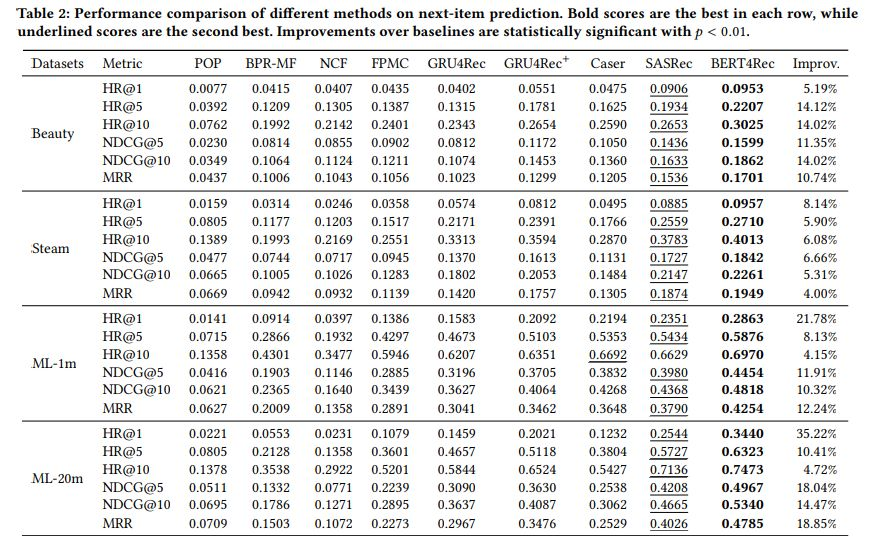 Table 2: Performance comparison of different methods on next-item prediction. Bold scores are the best in each row, while
underlined scores are the second best. Improvements over baselines are statistically significant with p < 0.01.
Datasets Metric POP BPR-MF NCF FPMC GRU4Rec GRU4Rec+ Caser SASRec BERT4Rec Improv.
HR@1 0.0077 0.0415 0.0407 0.0435 0.0402 0.0551 0.0475 0.0906 0.0953 5.19%
HR@5 0.0392 0.1209 0.1305 0.1387 0.1315 0.1781 0.1625 0.1934 0.2207 14.12%
HR@10 0.0762 0.1992 0.2142 0.2401 0.2343 0.2654 0.2590 0.2653 0.3025 14.02%
Beauty
NDCG@5 0.0230 0.0814 0.0855 0.0902 0.0812 0.1172 0.1050 0.1436 0.1599 11.35%
NDCG@10 0.0349 0.1064 0.1124 0.1211 0.1074 0.1453 0.1360 0.1633 0.1862 14.02%
MRR 0.0437 0.1006 0.1043 0.1056 0.1023 0.1299 0.1205 0.1536 0.1701 10.74%
HR@1 0.0159 0.0314 0.0246 0.0358 0.0574 0.0812 0.0495 0.0885 0.0957 8.14%
HR@5 0.0805 0.1177 0.1203 0.1517 0.2171 0.2391 0.1766 0.2559 0.2710 5.90%
HR@10 0.1389 0.1993 0.2169 0.2551 0.3313 0.3594 0.2870 0.3783 0.4013 6.08%
Steam
NDCG@5 0.0477 0.0744 0.0717 0.0945 0.1370 0.1613 0.1131 0.1727 0.1842 6.66%
NDCG@10 0.0665 0.1005 0.1026 0.1283 0.1802 0.2053 0.1484 0.2147 0.2261 5.31%
MRR 0.0669 0.0942 0.0932 0.1139 0.1420 0.1757 0.1305 0.1874 0.1949 4.00%
HR@1 0.0141 0.0914 0.0397 0.1386 0.1583 0.2092 0.2194 0.2351 0.2863 21.78%
HR@5 0.0715 0.2866 0.1932 0.4297 0.4673 0.5103 0.5353 0.5434 0.5876 8.13%
HR@10 0.1358 0.4301 0.3477 0.5946 0.6207 0.6351 0.6692 0.6629 0.6970 4.15%
ML-1m
NDCG@5 0.0416 0.1903 0.1146 0.2885 0.3196 0.3705 0.3832 0.3980 0.4454 11.91%
NDCG@10 0.0621 0.2365 0.1640 0.3439 0.3627 0.4064 0.4268 0.4368 0.4818 10.32%
MRR 0.0627 0.2009 0.1358 0.2891 0.3041 0.3462 0.3648 0.3790 0.4254 12.24%
HR@1 0.0221 0.0553 0.0231 0.1079 0.1459 0.2021 0.1232 0.2544 0.3440 35.22%
HR@5 0.0805 0.2128 0.1358 0.3601 0.4657 0.5118 0.3804 0.5727 0.6323 10.41%
HR@10 0.1378 0.3538 0.2922 0.5201 0.5844 0.6524 0.5427 0.7136 0.7473 4.72%
ML-20m
NDCG@5 0.0511 0.1332 0.0771 0.2239 0.3090 0.3630 0.2538 0.4208 0.4967 18.04%
NDCG@10 0.0695 0.1786 0.1271 0.2895 0.3637 0.4087 0.3062 0.4665 0.5340 14.47%
MRR 0.0709 0.1503 0.1072 0.2273 0.2967 0.3476 0.2529 0.4026 0.4785 18.85%